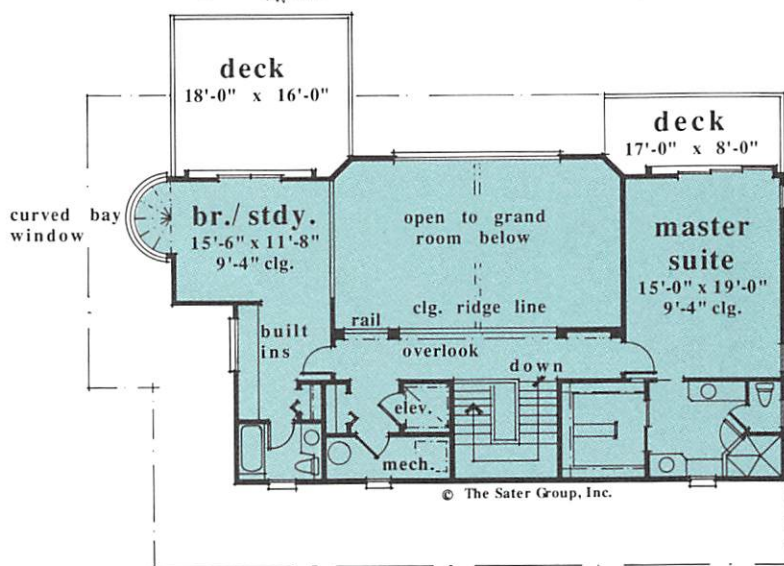 deck
18'-0" x 16'-0"
deck
17'-0" x 8'-0"
curved bay
window
br./ stdy.
15'-6" x 11'-8"
9'-4" clg.
open to grand
room below
master
suite
15'-0" x 19'-0"
9'-4" clg.
clg. ridge line
rail
built
ins
overlook
down
elev.
mech.
© The Sater Group, Inc.